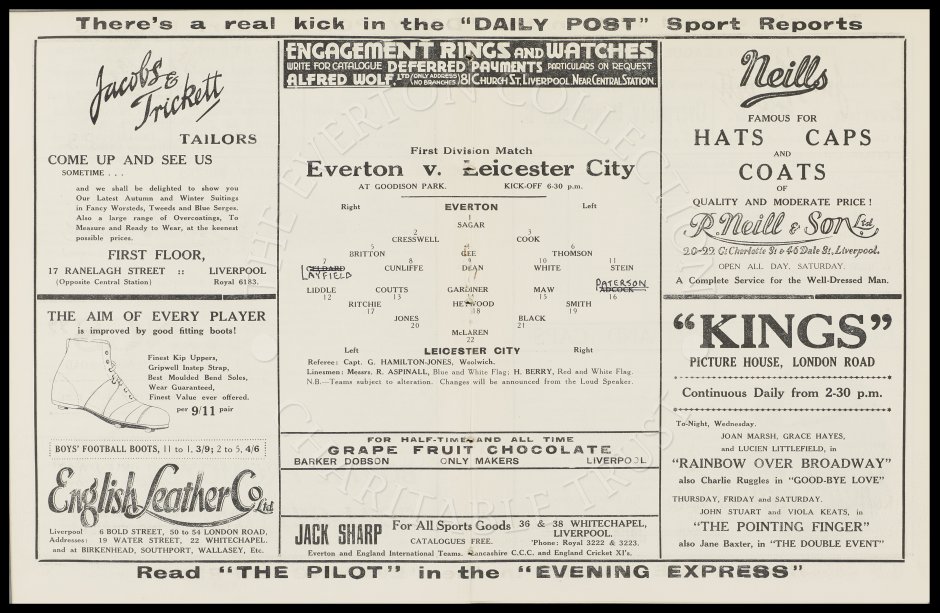 There's a real kick in the "DAILY POST" Sport Reports
Jacobs &
Trickett
TAILORS
COME UP AND SEE US
SOMETIME . . .
and we shall be delighted to show you
Our Latest Autumn and Winter Suitings
in Fancy Worsteds, Tweeds and Blue Serges.
Also a large range of Overcoatings, To
Measure and Ready to Wear, at the keenest
possible prices.
FIRST FLOOR,
17 RANELAGH STREET :: LIVERPOOL
(Opposite Central Station) Royal 6183.
THE AIM OF EVERY PLAYER
is improved by good fitting boots!
Finest Kip Uppers,
Gripwell Instep Strap,
Best Moulded Bend Soles,
Wear Guaranteed,
Finest Value ever offered.
per 9/11 pair
BOYS' FOOTBALL BOOTS, 11 to 1, 3/9; 2 to 5, 4/6
English Leather Co. Ltd
Liverpool 6 BOLD STREET, 50 to 54 LONDON ROAD,
Addresses: 19 WATER STREET, 22 WHITECHAPEL.
and at BIRKENHEAD, SOUTHPORT, WALLASEY, Etc.
ENGAGEMENT RINGS AND WATCHES
WRITE FOR CATALOGUE DEFERRED PAYMENTS PARTICULARS ON REQUEST
ALFRED WOLF, LTD (ONLY ADDRESS NO BRANCHES) 81 CHURCH ST, LIVERPOOL. NEAR CENTRAL STATION.
First Division Match
Everton v. Leicester City
AT GOODISON PARK. KICK-OFF 6-30 p.m.
Right EVERTON Left
1
SAGAR
2 3
CRESSWELL COOK
5 4 6
BRITTON GEE THOMSON
7 8 9 10 11
GELDARD CUNLIFFE DEAN WHITE STEIN
LAYFIELD
PATERSON
LIDDLE COUTTS GARDINER MAW ADCOCK
12 13 14 15 16
RITCHIE HEYWOOD SMITH
17 18 19
JONES BLACK
20 21
McLAREN
22
Left LEICESTER CITY Right
Referee: Capt. G. HAMILTON-JONES, Woolwich.
Linesmen: Messrs. R. ASPINALL, Blue and White Flag; H. BERRY, Red and White Flag.
N.B.—Teams subject to alteration. Changes will be announced from the Loud Speaker.
FOR HALF-TIME AND ALL TIME
GRAPE FRUIT CHOCOLATE
BARKER DOBSON ONLY MAKERS LIVERPOOL
JACK SHARP For All Sports Goods 36 & 38 WHITECHAPEL, LIVERPOOL.
CATALOGUES FREE. 'Phone: Royal 3222 & 3223.
Everton and England International Teams. Lancashire C.C.C. and England Cricket XI's.
Neills
FAMOUS FOR
HATS CAPS
AND
COATS
OF
QUALITY AND MODERATE PRICE !
R. Neill & Son Ltd.
20-22 Gt Charlotte St & 46 Dale St, Liverpool.
OPEN ALL DAY, SATURDAY.
A Complete Service for the Well-Dressed Man.
"KINGS"
PICTURE HOUSE, LONDON ROAD
Continuous Daily from 2-30 p.m.
To-Night, Wednesday.
JOAN MARSH, GRACE HAYES,
and LUCIEN LITTLEFIELD, in
"RAINBOW OVER BROADWAY"
also Charlie Ruggles in "GOOD-BYE LOVE"
THURSDAY, FRIDAY and SATURDAY.
JOHN STUART and VIOLA KEATS, in
"THE POINTING FINGER"
also Jane Baxter, in "THE DOUBLE EVENT"
Read "THE PILOT" in the "EVENING EXPRESS"
THE EVERTON COLLECTION
CHARITABLE TRUST